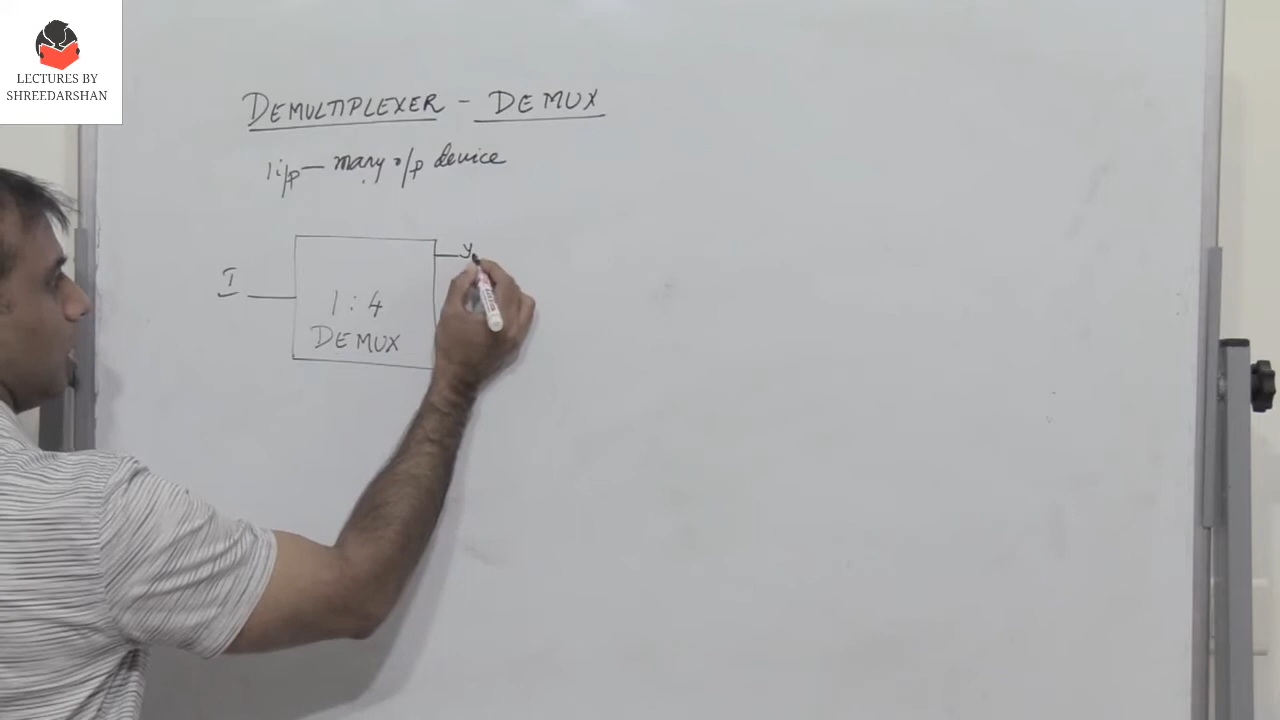 LECTURES BY
SHREEDARSHAN
DEMULTIPLEXER - DEMUX
1 i/p — many o/p device
I
1 : 4
DEMUX
y